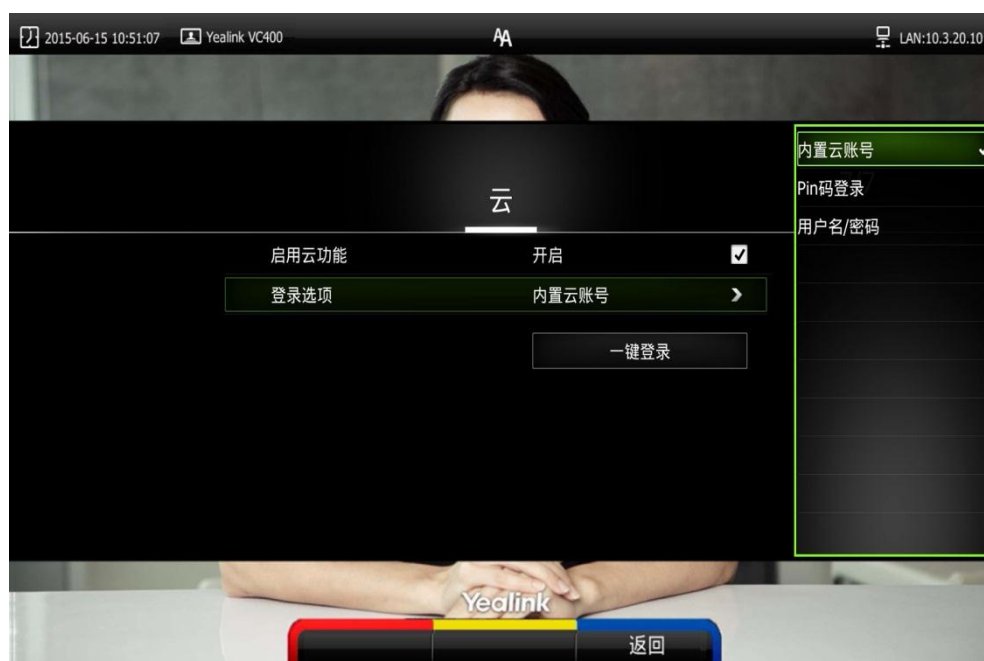 2015-06-15 10:51:07 Yealink VC400 AA LAN:10.3.20.10
内置云账号
Pin码登录
云
用户名/密码
启用云功能 开启
登录选项 内置云账号
一键登录
Yealink
返回